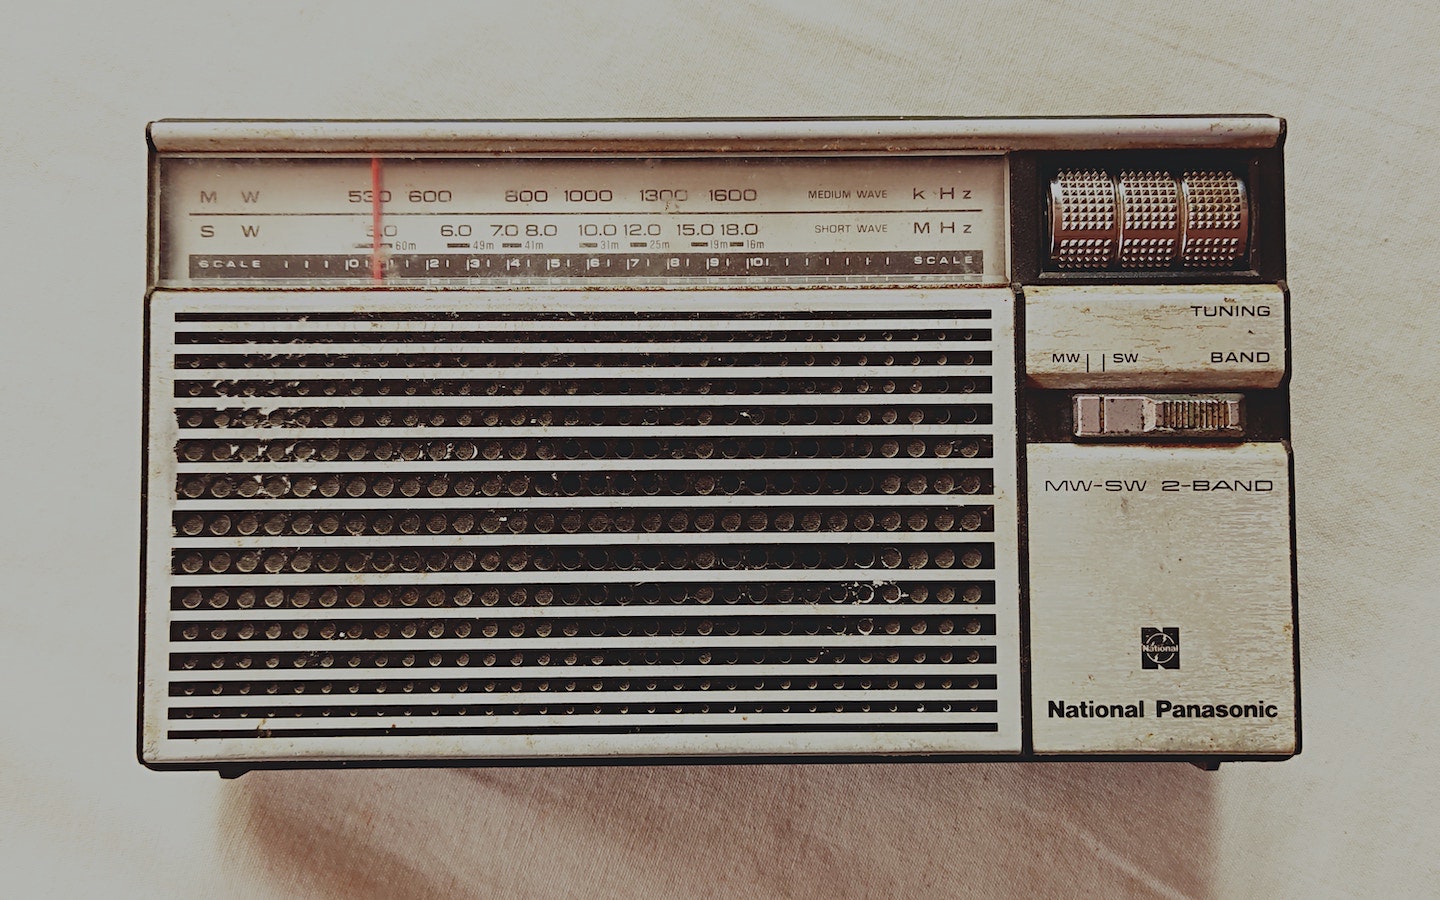 M W 530 600 800 1000 1300 1600 MEDIUM WAVE kHz
S W 3.0 6.0 7.0 8.0 10.0 12.0 15.0 18.0 SHORT WAVE MHz
60m 49m 41m 31m 25m 19m 16m
SCALE 0 1 2 3 4 5 6 7 8 9 10 SCALE
TUNING
MW SW BAND
MW-SW 2-BAND
National
National Panasonic